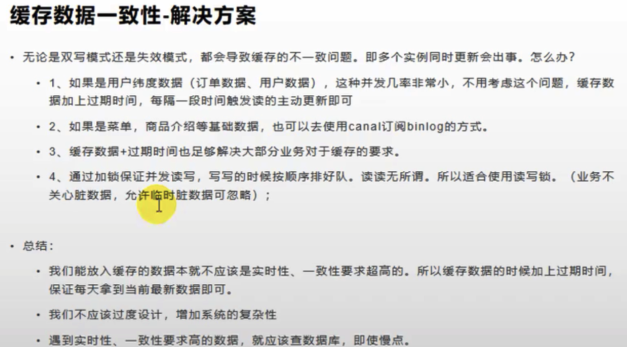 缓存数据一致性-解决方案
• 无论是双写模式还是失效模式，都会导致缓存的不一致问题。即多个实例同时更新会出事。怎么办？
• 1、如果是用户纬度数据（订单数据、用户数据），这种并发几率非常小，不用考虑这个问题，缓存数
据加上过期时间，每隔一段时间触发读的主动更新即可
• 2、如果是菜单，商品介绍等基础数据，也可以去使用canal订阅binlog的方式。
• 3、缓存数据+过期时间也足够解决大部分业务对于缓存的要求。
• 4、通过加锁保证并发读写，写写的时候按顺序排好队。读读无所谓。所以适合使用读写锁。（业务不
关心脏数据，允许临时脏数据可忽略）；
• 总结：
• 我们能放入缓存的数据本就不应该是实时性、一致性要求超高的。所以缓存数据的时候加上过期时间，
保证每天拿到当前最新数据即可。
• 我们不应该过度设计，增加系统的复杂性
• 遇到实时性、一致性要求高的数据，就应该查数据库，即使慢点。